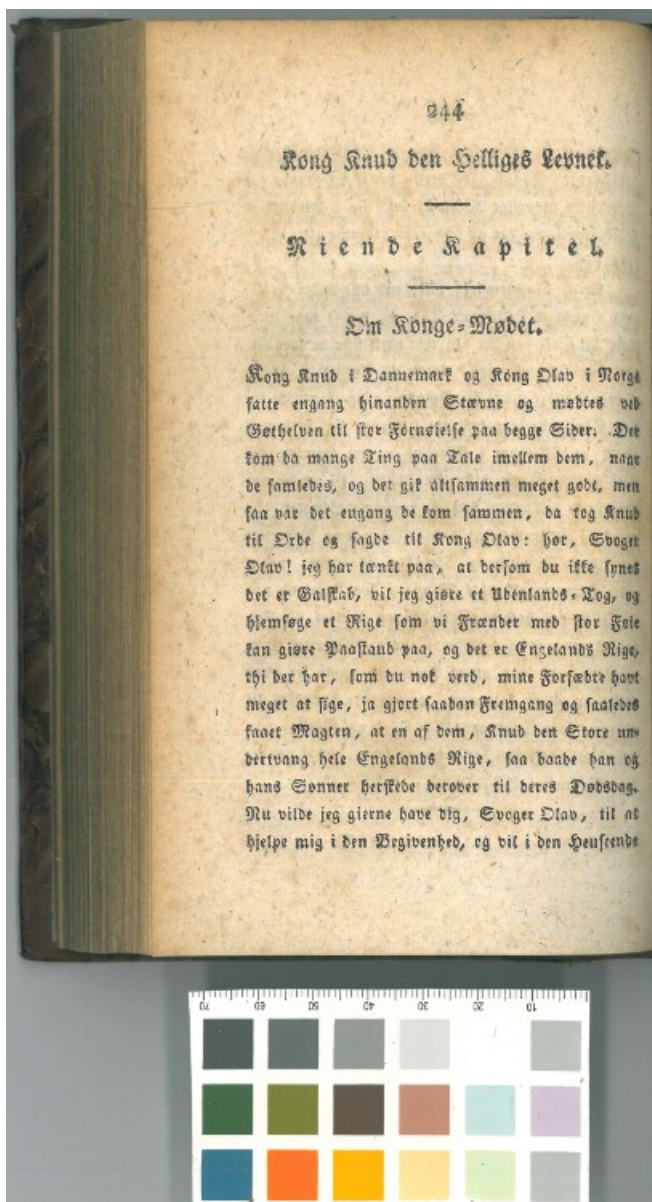 244
Kong Knud den Helliges Levnet.
Niende Kapitel.
Om Konge-Mødet.
Kong Knud i Dannemark og Kong Olav i Norge
satte engang hinanden Stævne og mødtes ved
Gøthelven til stor Fornøielse paa begge Sider. Der
kom da mange Ting paa Tale imellem dem, naar
de samledes, og det gik altsammen meget godt, men
saa var det engang de kom sammen, da tog Knud
til Orde og sagde til Kong Olav: hør, Svoger
Olav! jeg har tænkt paa, at dersom du ikke synes
det er Galskab, vil jeg giøre et Udenlands-Tog, og
hjemsøge et Rige som vi Frænder med stor Føie
kan giøre Paastand paa, og det er Engelands Rige,
thi der har, som du nok veed, mine Forfædre havt
meget at sige, ja gjort saadan Fremgang og saaledes
faaet Magten, at en af dem, Knud den Store un-
dertvang hele Engelands Rige, saa baade han og
hans Sønner herskede derover til deres Dødsdag.
Nu vilde jeg gierne have dig, Svoger Olav, til at
hjelpe mig i den Begivenhed, og vil i den Henseende
70 60 50 40 30 20 10